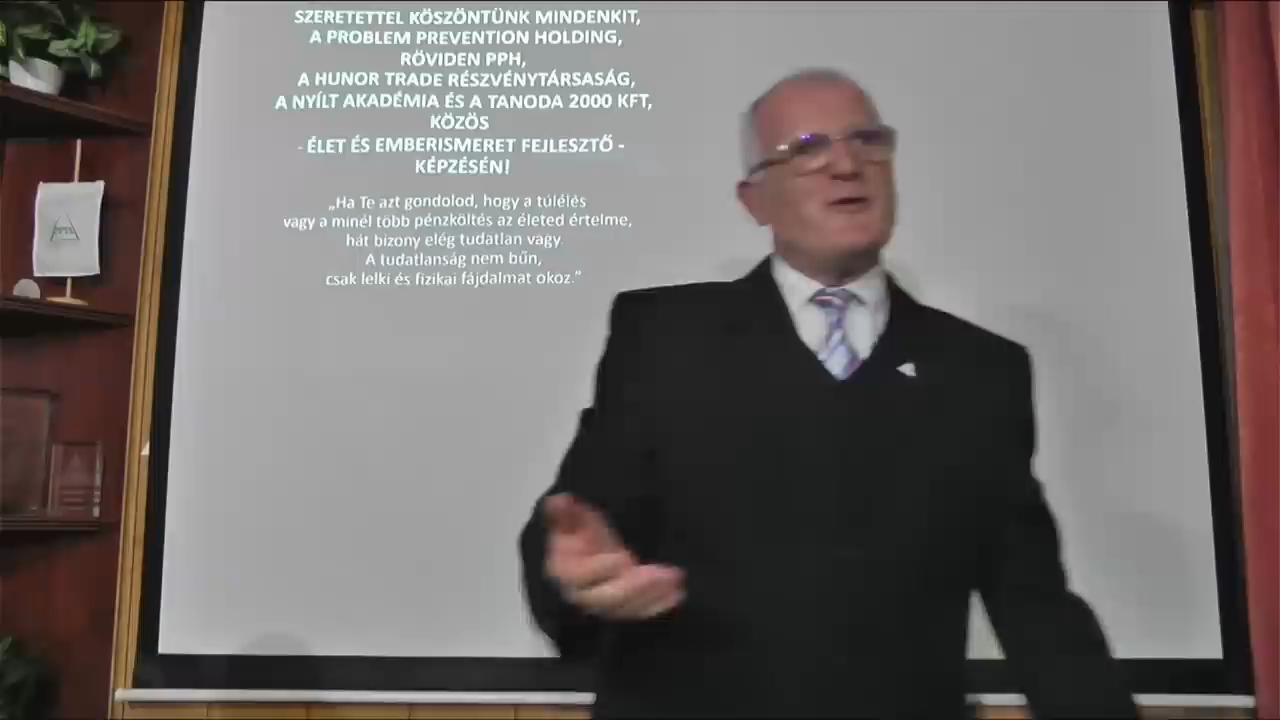 SZERETETTEL KÖSZÖNTÜNK MINDENKIT,
A PROBLEM PREVENTION HOLDING,
RÖVIDEN PPH,
A HUNOR TRADE RÉSZVÉNYTÁRSASÁG,
A NYÍLT AKADÉMIA ÉS A TANODA 2000 KFT,
KÖZÖS
- ÉLET ÉS EMBERISMERET FEJLESZTŐ -
KÉPZÉSÉN!
„Ha Te azt gondolod, hogy a túlélés
vagy a minél több pénzköltés az életed értelme,
hát bizony elég tudatlan vagy.
A tudatlanság nem bűn,
csak lelki és fizikai fájdalmat okoz.”